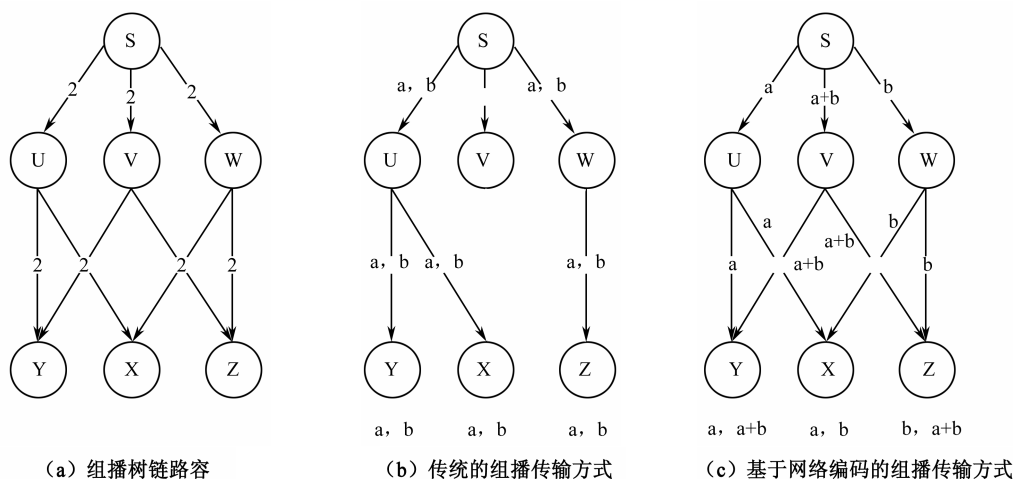 S S S
2 2 2 a，b a，b a a+b b
U V W U V W U V W
a b
a+b
2 2 2 2 a，b a，b a，b a a+b b
Y X Z Y X Z Y X Z
a，b a，b a，b a，a+b a，b b，a+b
（a）组播树链路容 （b）传统的组播传输方式 （c）基于网络编码的组播传输方式